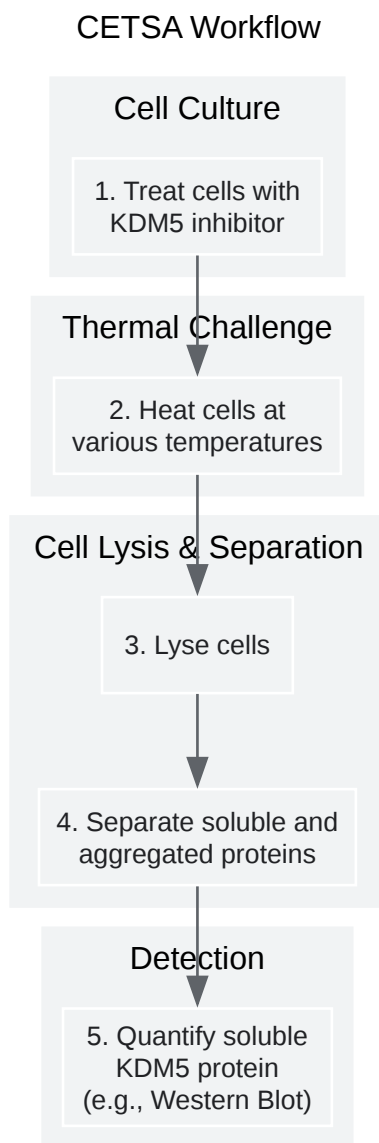 CETSA Workflow
Cell Culture
1. Treat cells with
KDM5 inhibitor
Thermal Challenge
2. Heat cells at
various temperatures
Cell Lysis & Separation
3. Lyse cells
4. Separate soluble and
aggregated proteins
Detection
5. Quantify soluble
KDM5 protein
(e.g., Western Blot)